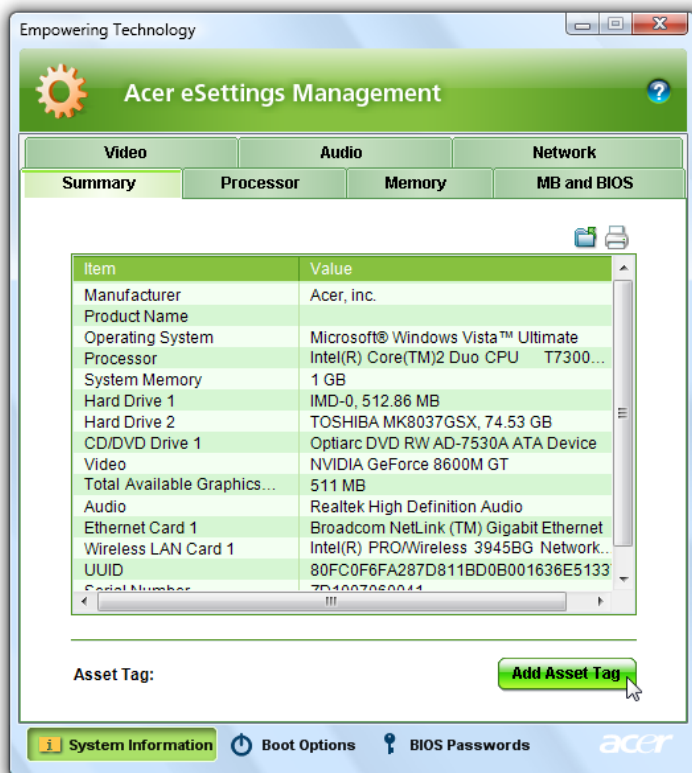 Empowering Technology
Acer eSettings Management
Video Audio Network
Summary Processor Memory MB and BIOS
Item Value
Manufacturer Acer, inc.
Product Name
Operating System Microsoft® Windows Vista™ Ultimate
Processor Intel(R) Core(TM)2 Duo CPU T7300...
System Memory 1 GB
Hard Drive 1 IMD-0, 512.86 MB
Hard Drive 2 TOSHIBA MK8037GSX, 74.53 GB
CD/DVD Drive 1 Optiarc DVD RW AD-7530A ATA Device
Video NVIDIA GeForce 8600M GT
Total Available Graphics... 511 MB
Audio Realtek High Definition Audio
Ethernet Card 1 Broadcom NetLink (TM) Gigabit Ethernet
Wireless LAN Card 1 Intel(R) PRO/Wireless 3945BG Network..
UUID 80FC0F6FA287D811BD0B001636E5133
Serial Number
Asset Tag: Add Asset Tag
System Information Boot Options BIOS Passwords acer